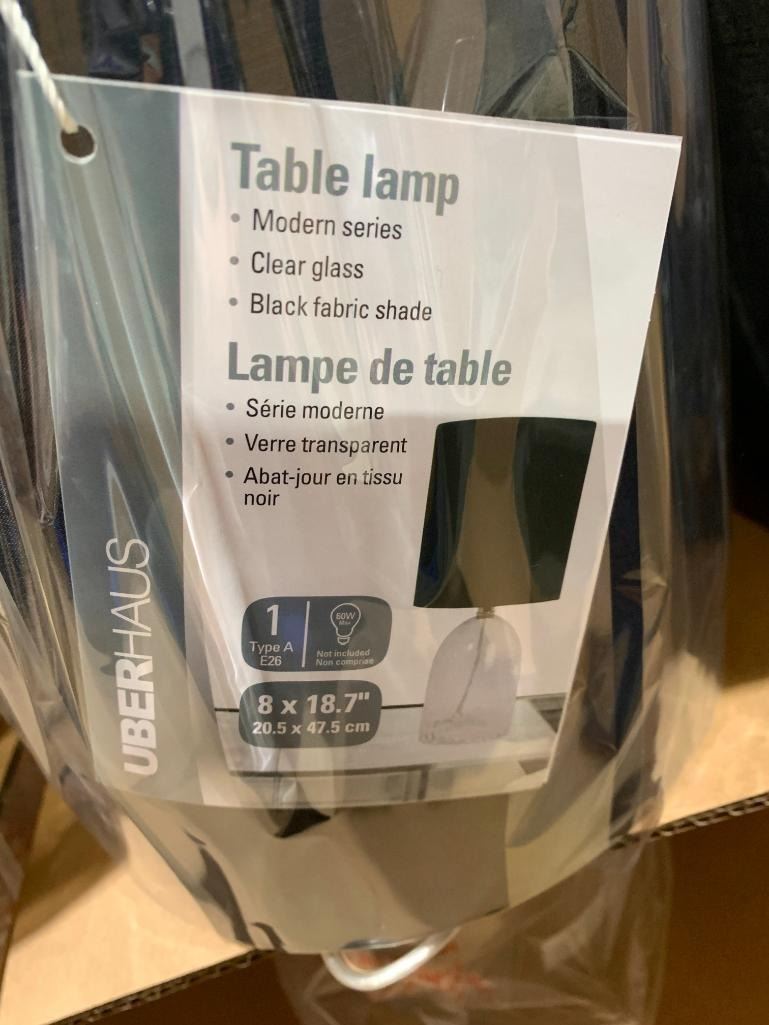 Table lamp
• Modern series
• Clear glass
• Black fabric shade
Lampe de table
• Série moderne
• Verre transparent
• Abat-jour en tissu
noir
1
Type A
E26
60W
Max
Not included
Non comprise
8 x 18.7"
20.5 x 47.5 cm
UBERHAUS